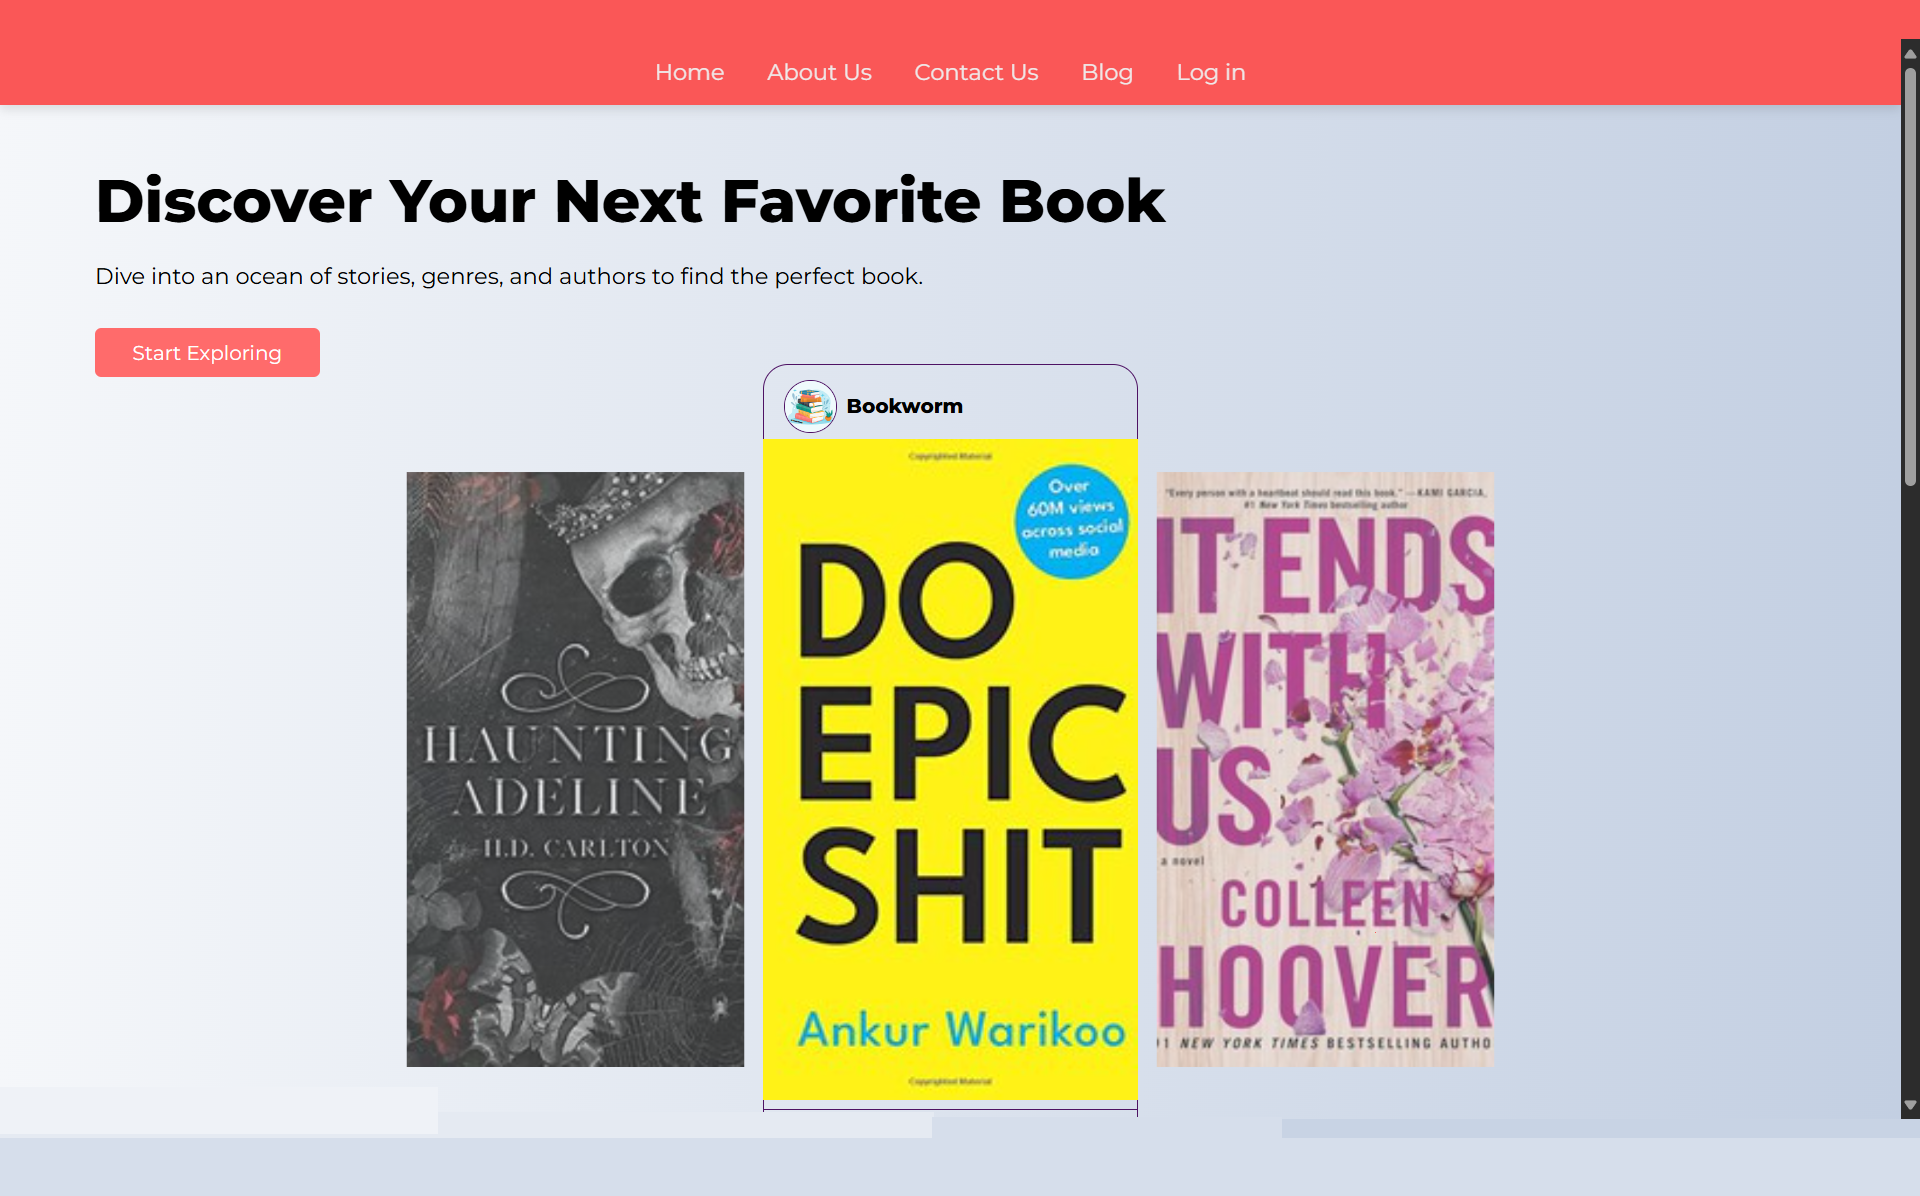 Home About Us Contact Us Blog Log in
Discover Your Next Favorite Book
Dive into an ocean of stories, genres, and authors to find the perfect book.
Start Exploring
Bookworm
HAUNTING
ADELINE
H.D. CARLTON
Copyrighted Material
Over
60M views
across social
media
DO
EPIC
SHIT
Ankur Warikoo
Copyrighted Material
"Every person with a heartbeat should read this book." —KAMI GARCIA,
#1 New York Times bestselling author
IT ENDS
WITH
US
a novel
COLLEEN
HOOVER
1 NEW YORK TIMES BESTSELLING AUTHO